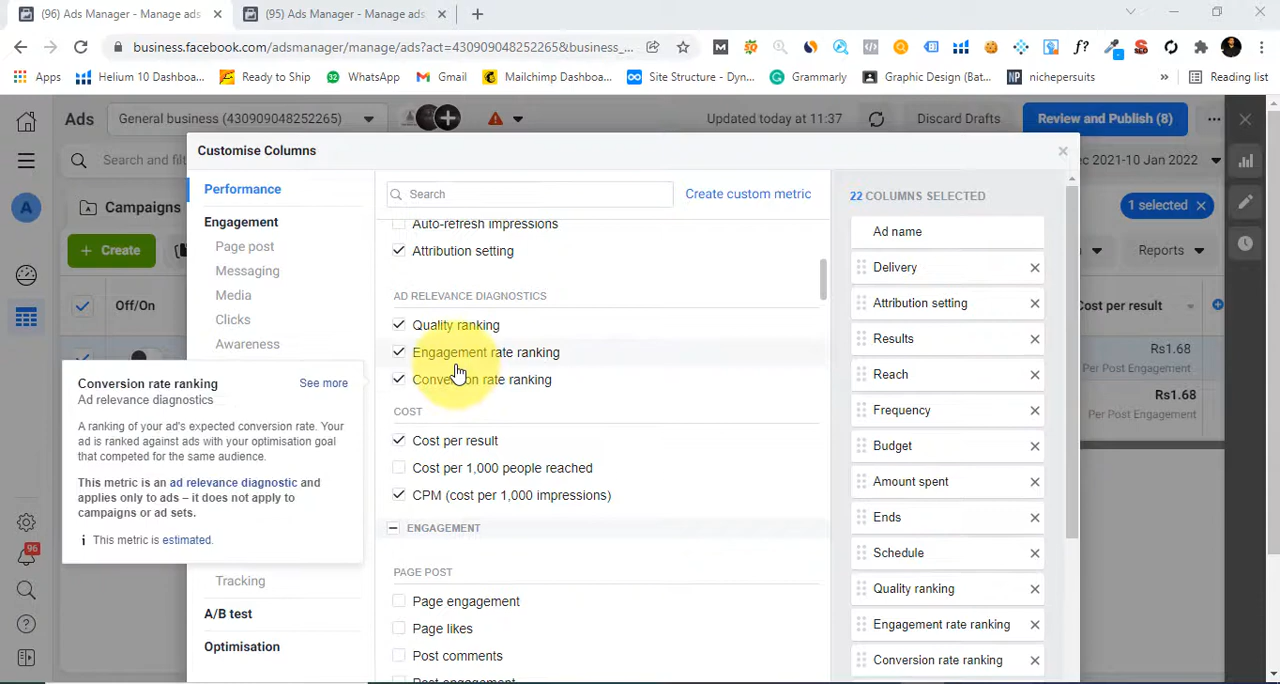 (96) Ads Manager - Manage ads
(95) Ads Manager - Manage ads
business.facebook.com/adsmanager/manage/ads?act=430909048252265&business_...
Apps
Helium 10 Dashboa...
Ready to Ship
32
WhatsApp
Gmail
Mailchimp Dashboa...
Site Structure - Dyn...
Grammarly
Graphic Design (Bat...
NP
nichepersuits
»
Reading list
Ads
General business (430909048252265)
Updated today at 11:37
Discard Drafts
Review and Publish (8)
Search and filt
ec 2021-10 Jan 2022
Campaigns
1 selected
+ Create
Reports
Off/On
Cost per result
Rs1.68
Per Post Engagement
Rs1.68
Per Post Engagement
A
96
Customise Columns
Performance
Engagement
Page post
Messaging
Media
Clicks
Awareness
Tracking
A/B test
Optimisation
Conversion rate ranking
See more
Ad relevance diagnostics
A ranking of your ad's expected conversion rate. Your
ad is ranked against ads with your optimisation goal
that competed for the same audience.
This metric is an ad relevance diagnostic and
applies only to ads – it does not apply to
campaigns or ad sets.
This metric is estimated.
Search
Create custom metric
Auto-refresh impressions
Attribution setting
AD RELEVANCE DIAGNOSTICS
Quality ranking
Engagement rate ranking
Conversion rate ranking
COST
Cost per result
Cost per 1,000 people reached
CPM (cost per 1,000 impressions)
ENGAGEMENT
PAGE POST
Page engagement
Page likes
Post comments
Post engagement
22 COLUMNS SELECTED
Ad name
Delivery
Attribution setting
Results
Reach
Frequency
Budget
Amount spent
Ends
Schedule
Quality ranking
Engagement rate ranking
Conversion rate ranking